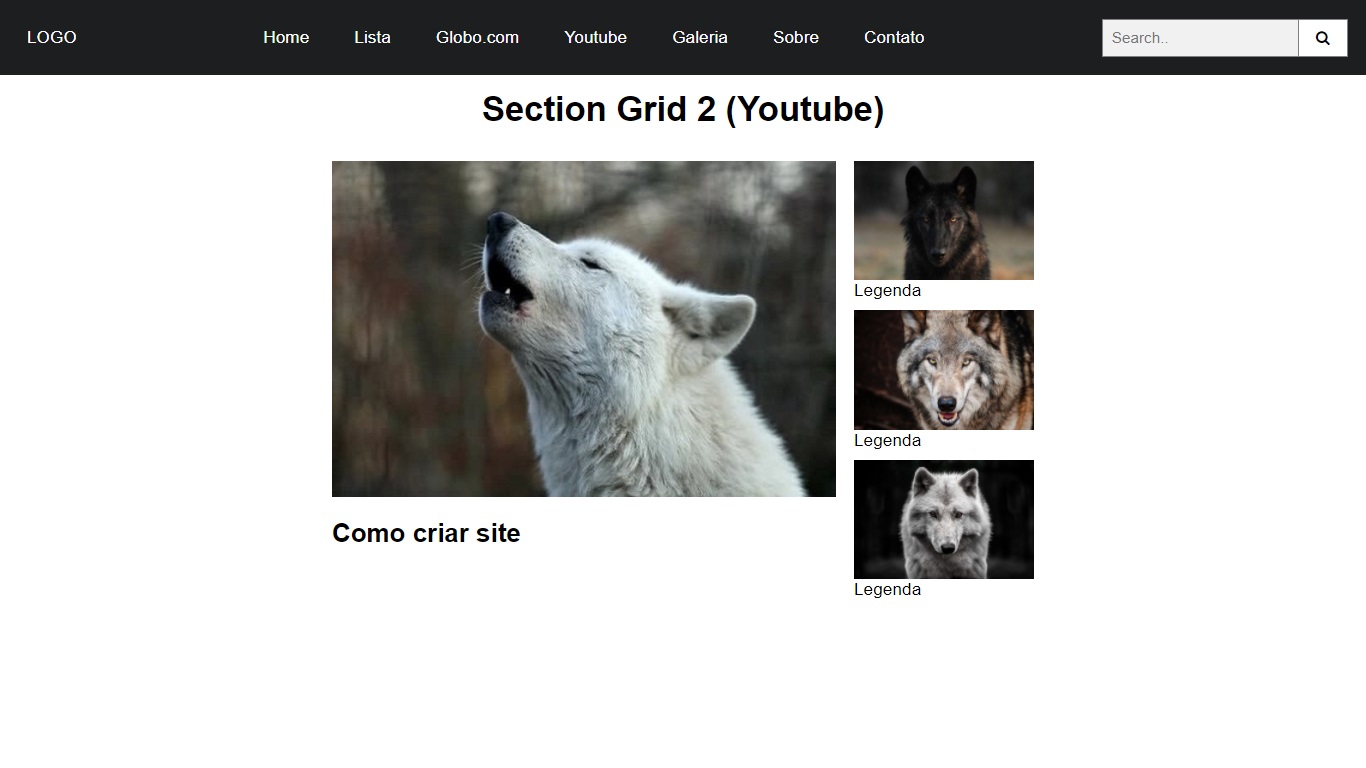 LOGO Home Lista Globo.com Youtube Galeria Sobre Contato Search..
Section Grid 2 (Youtube)
Legenda
Legenda
Como criar site
Legenda